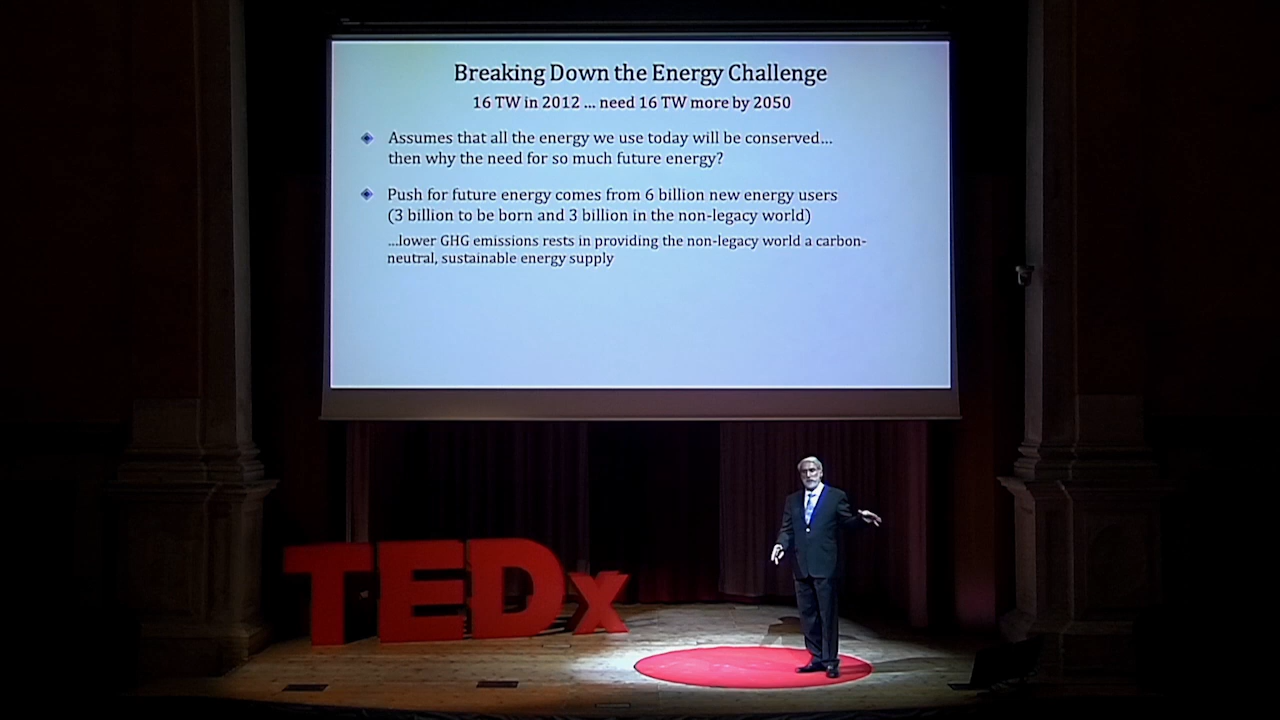 Breaking Down the Energy Challenge
16 TW in 2012 ... need 16 TW more by 2050
Assumes that all the energy we use today will be conserved...
then why the need for so much future energy?
Push for future energy comes from 6 billion new energy users
(3 billion to be born and 3 billion in the non-legacy world)
...lower GHG emissions rests in providing the non-legacy world a carbon-
neutral, sustainable energy supply
TEDx